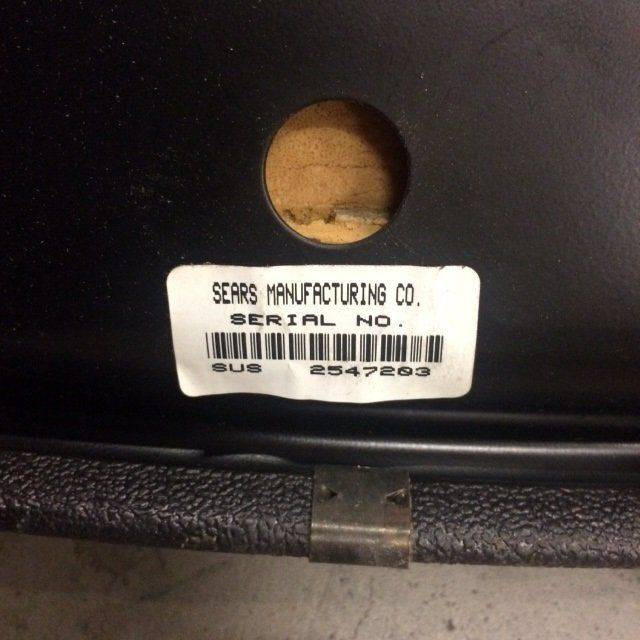 SEARS MANUFACTURING CO.
SERIAL NO.
SUS 2547203